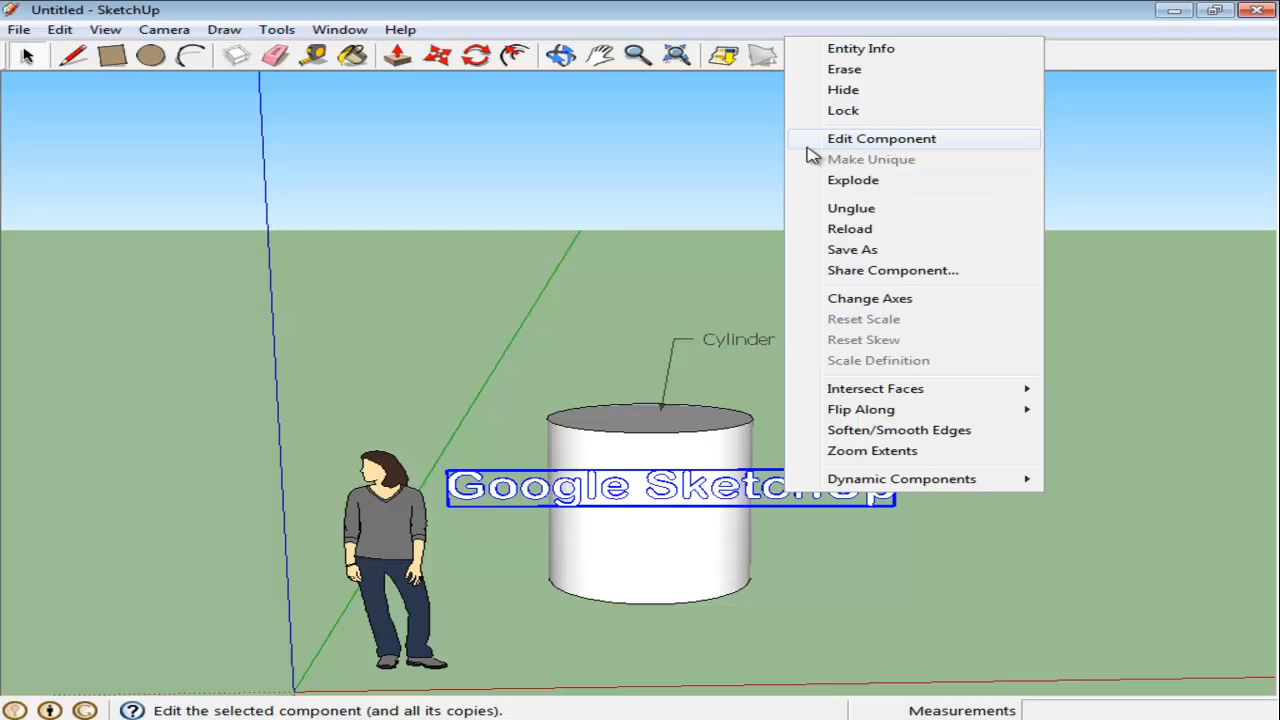 Untitled - SketchUp
File Edit View Camera Draw Tools Window Help
Entity Info
Erase
Hide
Lock
Edit Component
Make Unique
Explode
Unglue
Reload
Save As
Share Component...
Change Axes
Reset Scale
Reset Skew
Scale Definition
Intersect Faces
Flip Along
Soften/Smooth Edges
Zoom Extents
Dynamic Components
Cylinder
Google SketchUp
Edit the selected component (and all its copies).
Measurements